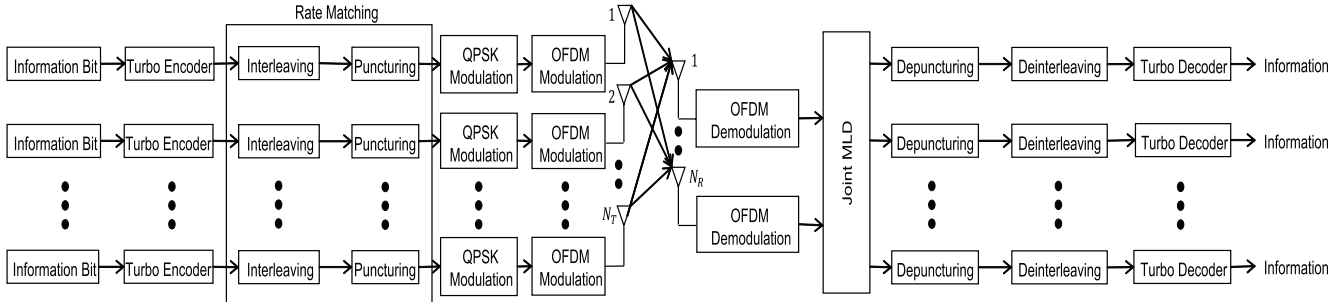 Rate Matching
Information Bit
Turbo Encoder
Interleaving
Puncturing
QPSK
Modulation
OFDM
Modulation
1
1
OFDM
Demodulation
Joint MLD
Depuncturing
Deinterleaving
Turbo Decoder
Information
Information Bit
Turbo Encoder
Interleaving
Puncturing
QPSK
Modulation
OFDM
Modulation
2
Depuncturing
Deinterleaving
Turbo Decoder
Information
N_R
OFDM
Demodulation
N_T
Information Bit
Turbo Encoder
Interleaving
Puncturing
QPSK
Modulation
OFDM
Modulation
Depuncturing
Deinterleaving
Turbo Decoder
Information